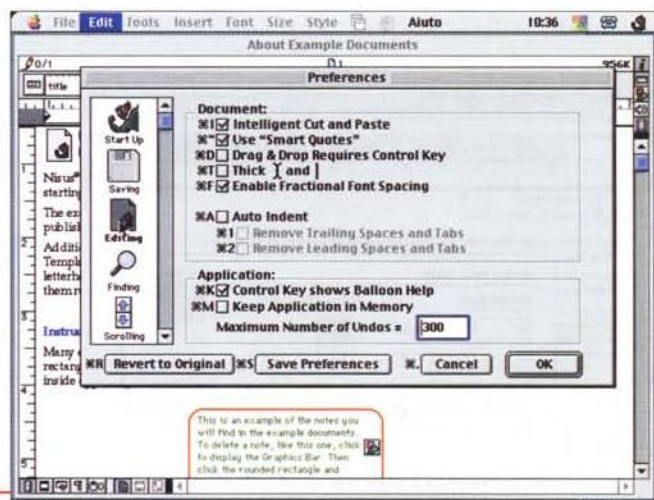 File Edit Tools Insert Font Size Style Aiuto 10:36
About Example Documents
0/1 1 956K
title
Preferences
Start Up
Saving
Editing
Finding
Scrolling
Document:
⌘I Intelligent Cut and Paste
⌘" Use "Smart Quotes"
⌘D Drag & Drop Requires Control Key
⌘T Thick I and |
⌘F Enable Fractional Font Spacing
⌘A Auto Indent
⌘1 Remove Trailing Spaces and Tabs
⌘2 Remove Leading Spaces and Tabs
Application:
⌘K Control Key shows Balloon Help
⌘M Keep Application in Memory
Maximum Number of Undos = 300
⌘R Revert to Original ⌘S Save Preferences ⌘. Cancel OK
Nisus®
starting
The ex
publis
Additi
Templ
letterh
them r
Instruc
Many
rectang
inside
This is an example of the notes you
will find in the example documents.
To delete a note, like this one, click
to display the Graphics Bar. Then
click the rounded rectangle and